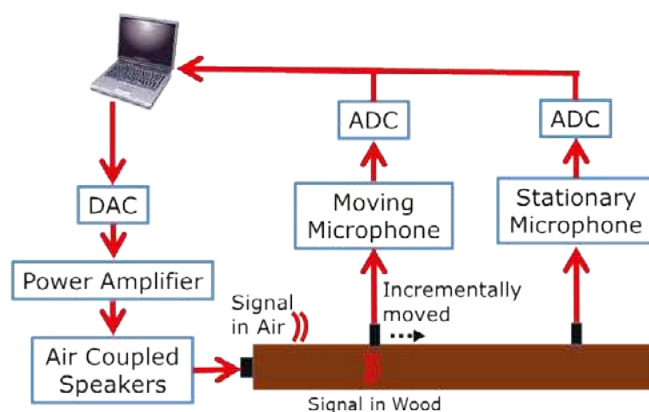 ADC
ADC
DAC
Moving
Microphone
Stationary
Microphone
Power Amplifier
Signal
in Air
Incrementally
moved
Air Coupled
Speakers
Signal in Wood